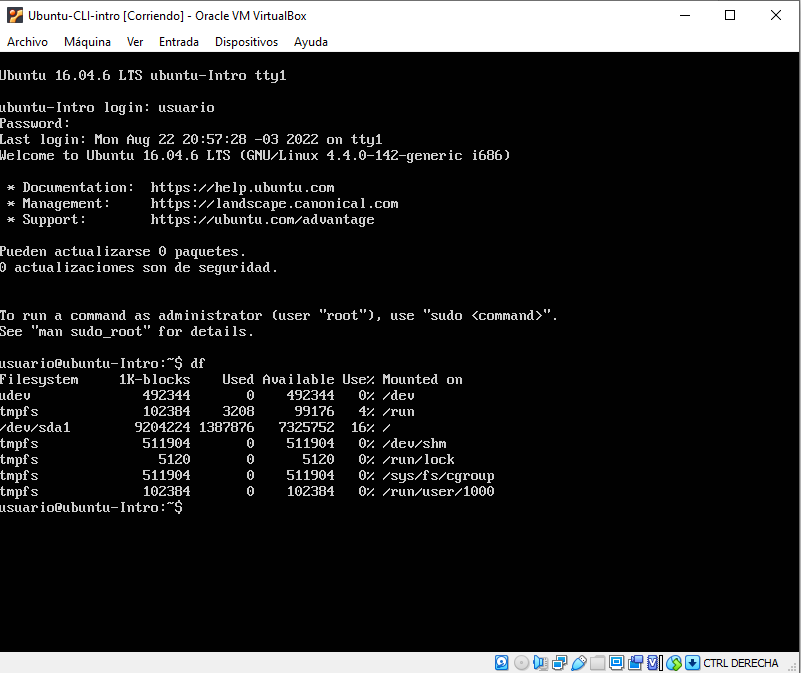 Ubuntu-CLI-intro [Corriendo] - Oracle VM VirtualBox
Archivo Máquina Ver Entrada Dispositivos Ayuda
Ubuntu 16.04.6 LTS ubuntu-Intro tty1
ubuntu-Intro login: usuario
Password:
Last login: Mon Aug 22 20:57:28 -03 2022 on tty1
Welcome to Ubuntu 16.04.6 LTS (GNU/Linux 4.4.0-142-generic i686)
* Documentation: https://help.ubuntu.com
* Management: https://landscape.canonical.com
* Support: https://ubuntu.com/advantage
Pueden actualizarse 0 paquetes.
0 actualizaciones son de seguridad.
To run a command as administrator (user "root"), use "sudo <command>".
See "man sudo_root" for details.
usuario@ubuntu-Intro:~$ df
Filesystem 1K-blocks Used Available Use% Mounted on
udev 492344 0 492344 0% /dev
tmpfs 102384 3208 99176 4% /run
/dev/sda1 9204224 1387876 7325752 16% /
tmpfs 511904 0 511904 0% /dev/shm
tmpfs 5120 0 5120 0% /run/lock
tmpfs 511904 0 511904 0% /sys/fs/cgroup
tmpfs 102384 0 102384 0% /run/user/1000
usuario@ubuntu-Intro:~$
CTRL DERECHA